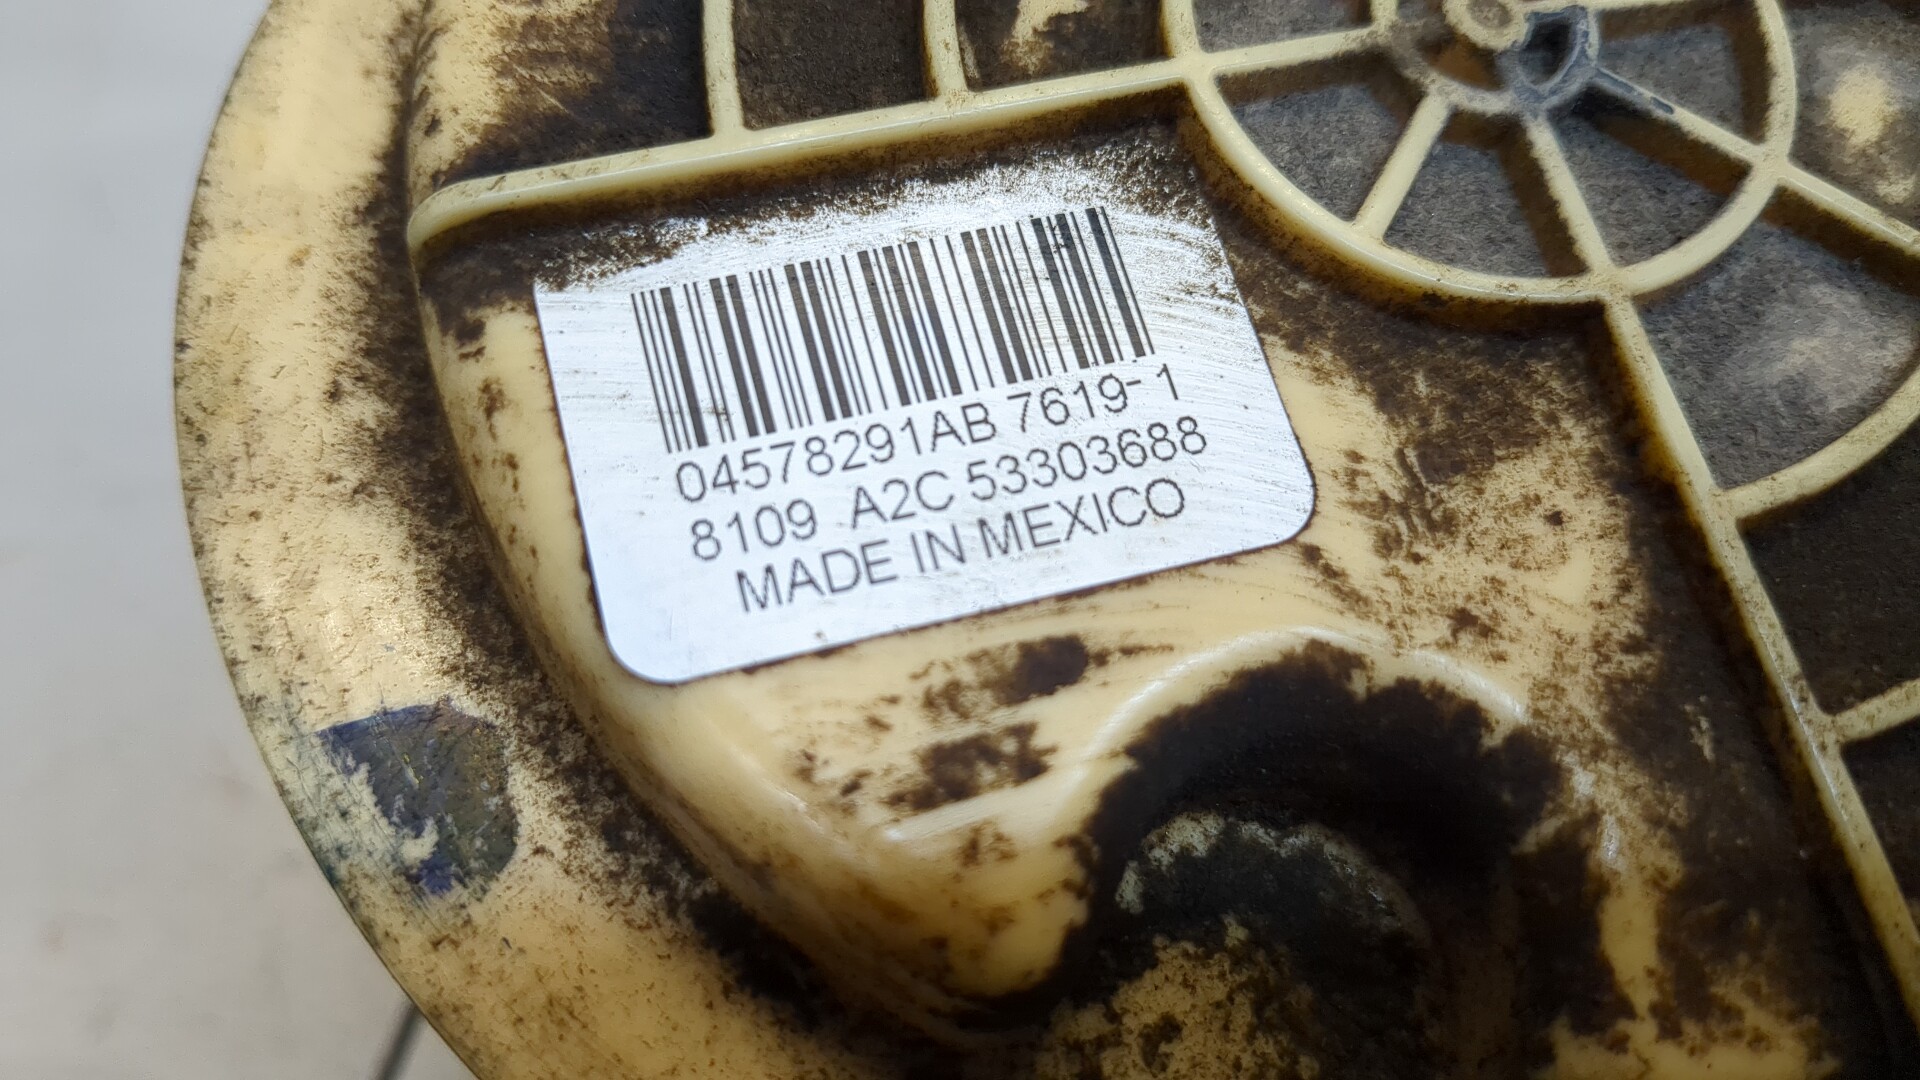 04578291AB 7619-1
8109 A2C 53303688
MADE IN MEXICO